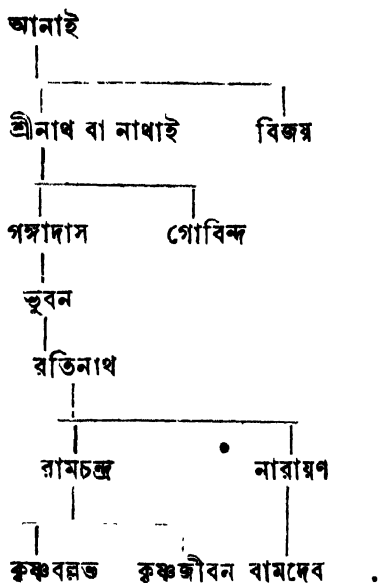 আনাই
শ্রীনাথ বা নাথাই বিজয়
গঙ্গাদাস গোবিন্দ
ভুবন
রতিনাথ
রামচন্দ্র নারায়ণ
কৃষ্ণবল্লভ কৃষ্ণজীবন বামদেব